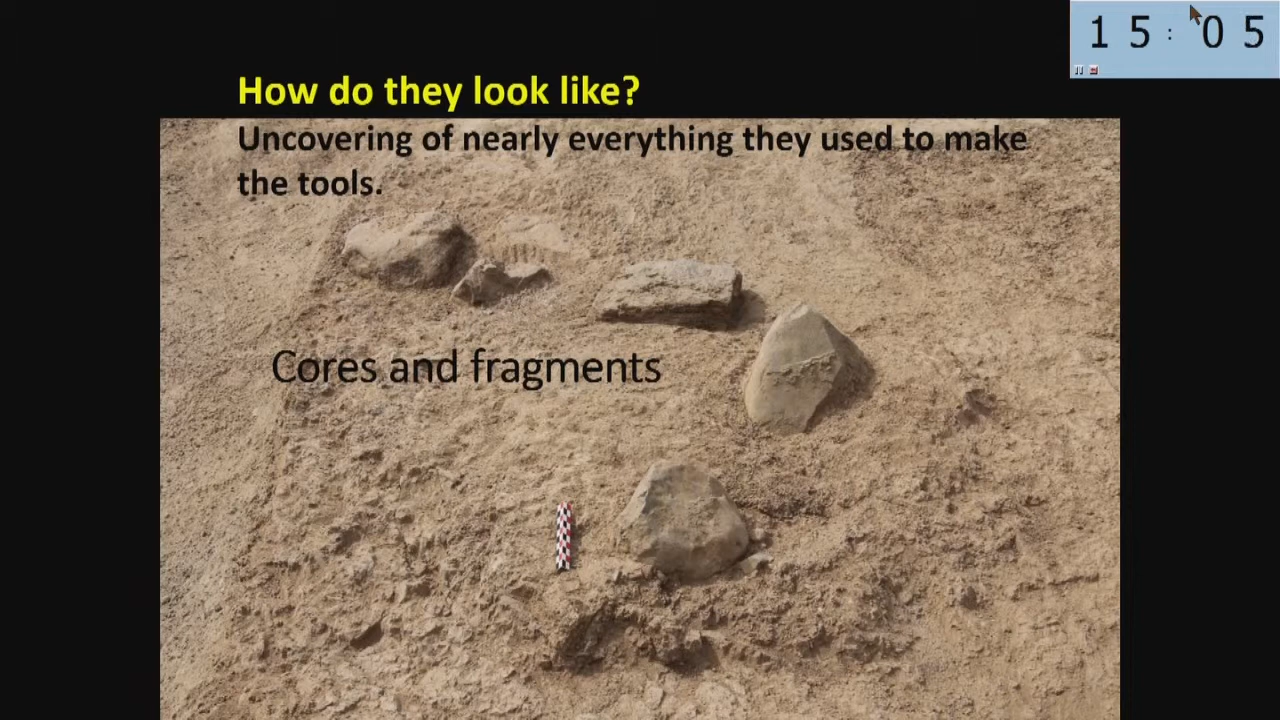 15:05
How do they look like?
Uncovering of nearly everything they used to make
the tools.
Cores and fragments